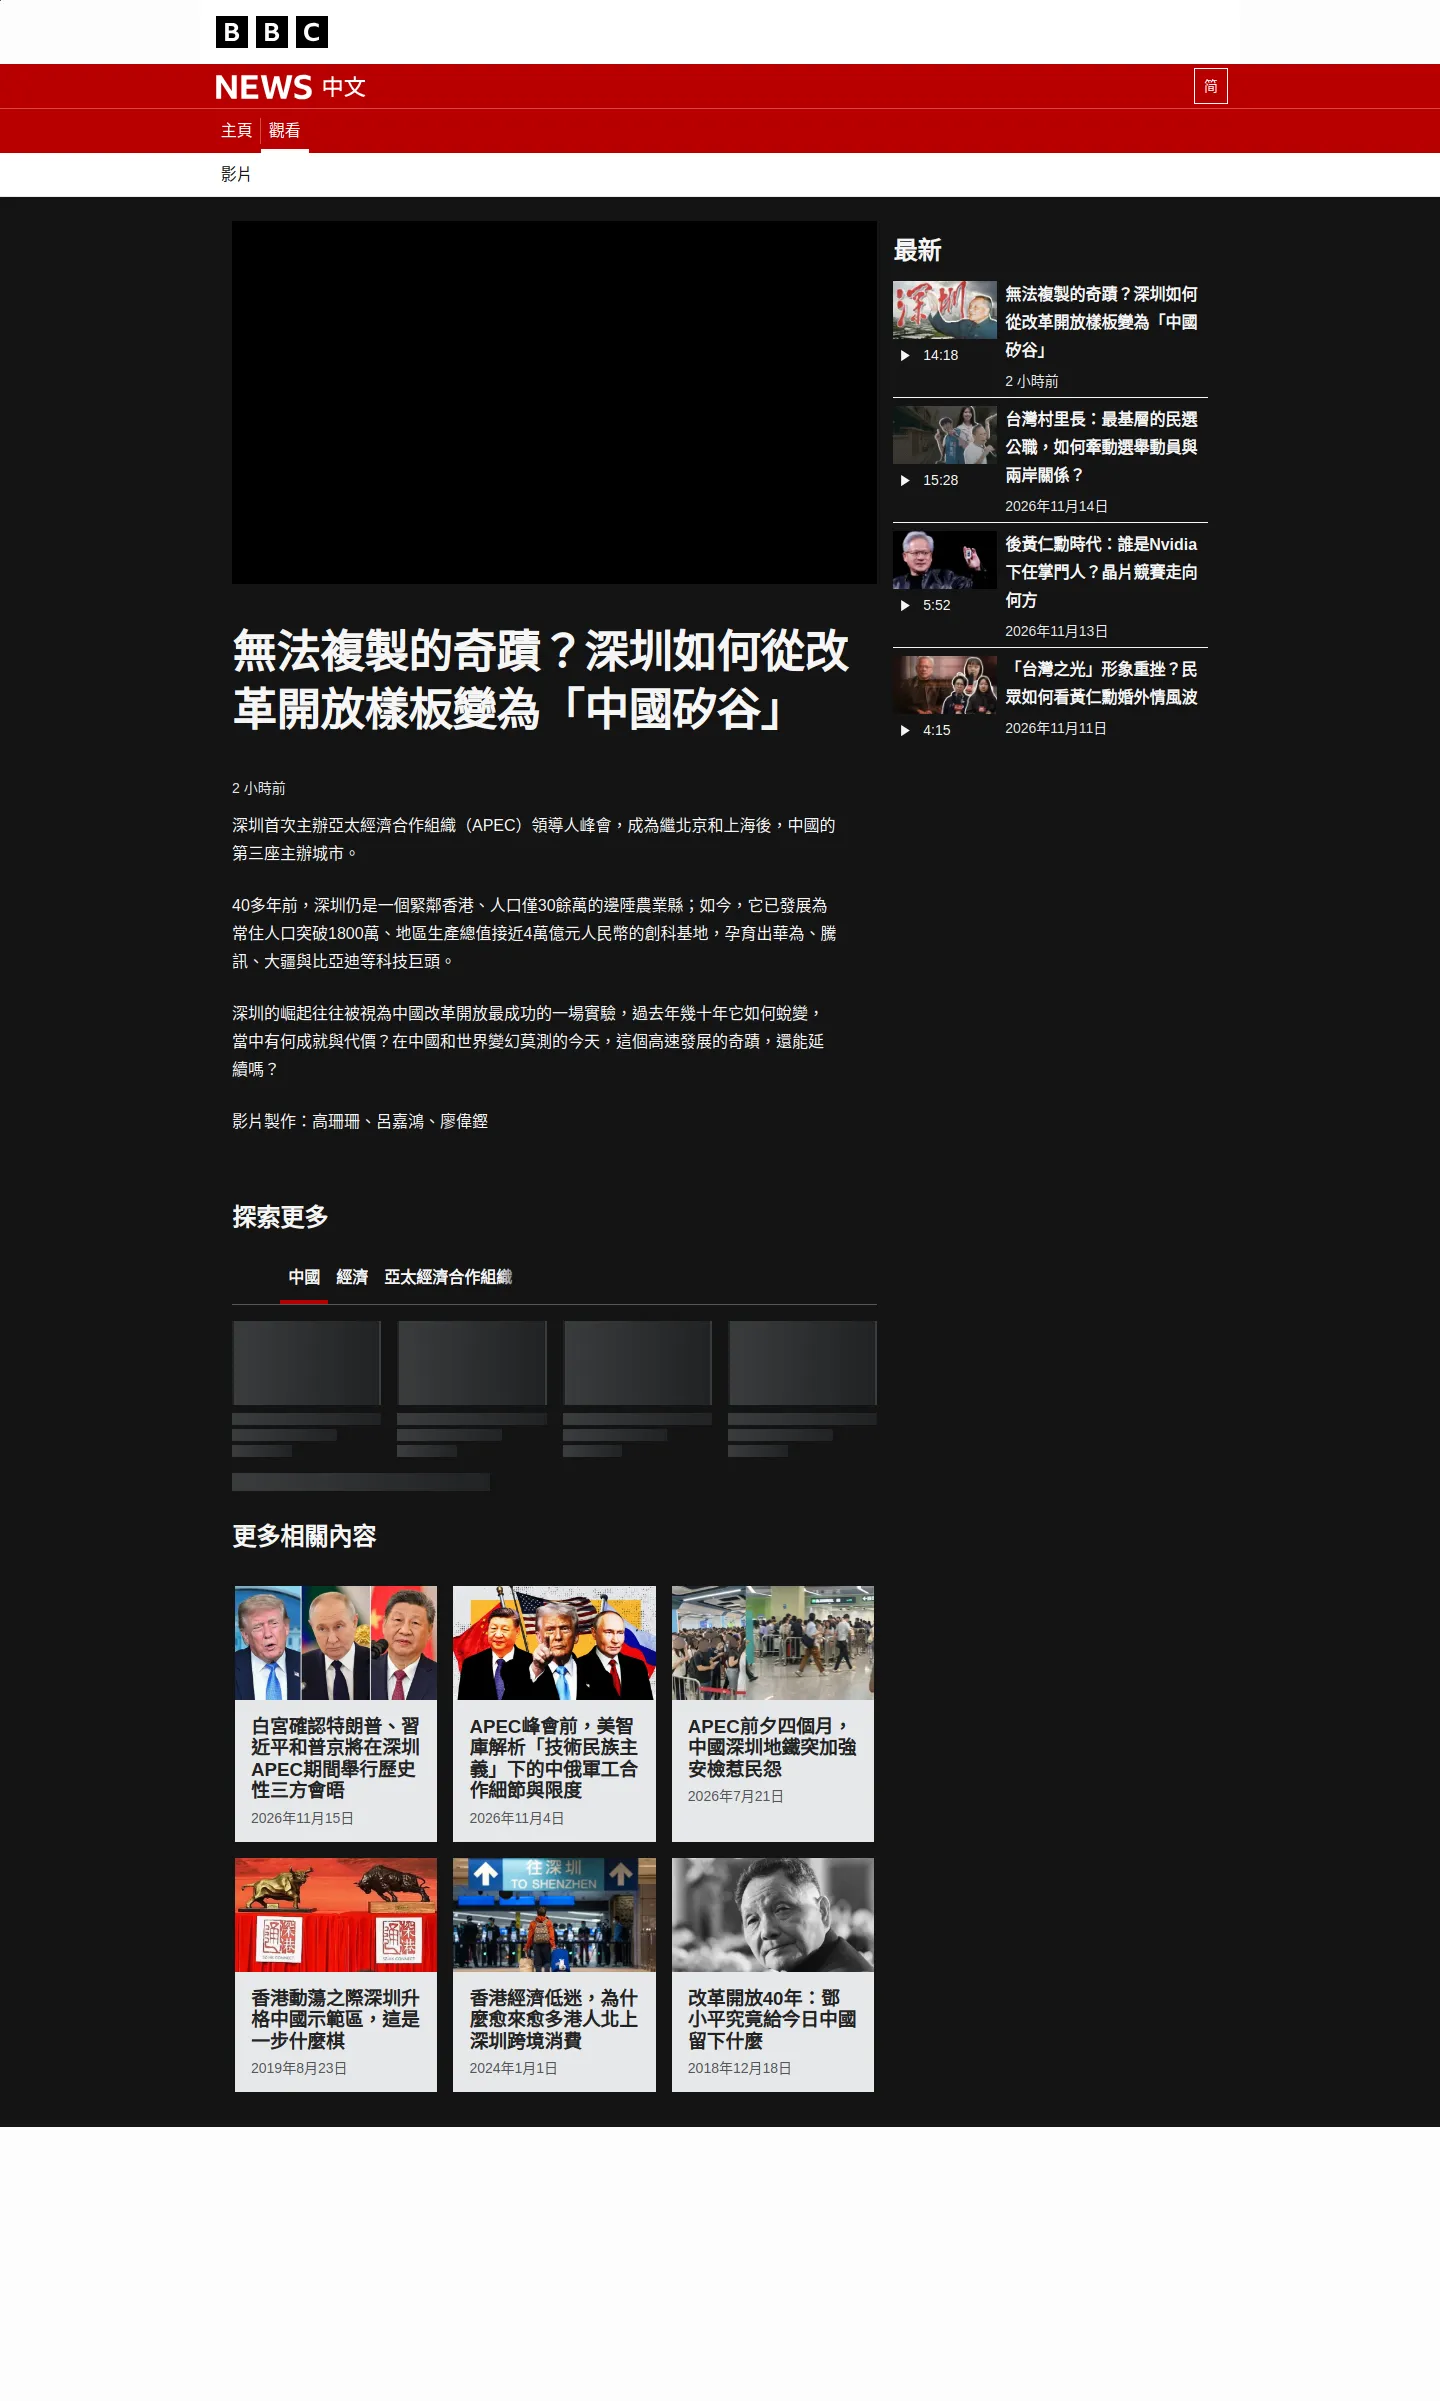 BBC
NEWS 中文
简
主頁
觀看
影片
無法複製的奇蹟？深圳如何從改
革開放樣板變為「中國矽谷」
2 小時前
深圳首次主辦亞太經濟合作組織（APEC）領導人峰會，成為繼北京和上海後，中國的
第三座主辦城市。
40多年前，深圳仍是一個緊鄰香港、人口僅30餘萬的邊陲農業縣；如今，它已發展為
常住人口突破1800萬、地區生產總值接近4萬億元人民幣的創科基地，孕育出華為、騰
訊、大疆與比亞迪等科技巨頭。
深圳的崛起往往被視為中國改革開放最成功的一場實驗，過去年幾十年它如何蛻變，
當中有何成就與代價？在中國和世界變幻莫測的今天，這個高速發展的奇蹟，還能延
續嗎？
影片製作：高珊珊、呂嘉鴻、廖偉鏗
最新
深圳
無法複製的奇蹟？深圳如何
從改革開放樣板變為「中國
矽谷」
14:18
2 小時前
台灣村里長：最基層的民選
公職，如何牽動選舉動員與
兩岸關係？
15:28
2026年11月14日
後黃仁勳時代：誰是Nvidia
下任掌門人？晶片競賽走向
何方
5:52
2026年11月13日
「台灣之光」形象重挫？民
眾如何看黃仁勳婚外情風波
4:15
2026年11月11日
探索更多
中國
經濟
亞太經濟合作組織
更多相關內容
白宮確認特朗普、習
近平和普京將在深圳
APEC期間舉行歷史
性三方會晤
2026年11月15日
APEC峰會前，美智
庫解析「技術民族主
義」下的中俄軍工合
作細節與限度
2026年11月4日
APEC前夕四個月，
中國深圳地鐵突加強
安檢惹民怨
2026年7月21日
香港動蕩之際深圳升
格中國示範區，這是
一步什麼棋
2019年8月23日
往深圳
TO SHENZHEN
香港經濟低迷，為什
麼愈來愈多港人北上
深圳跨境消費
2024年1月1日
改革開放40年：鄧
小平究竟給今日中國
留下什麼
2018年12月18日